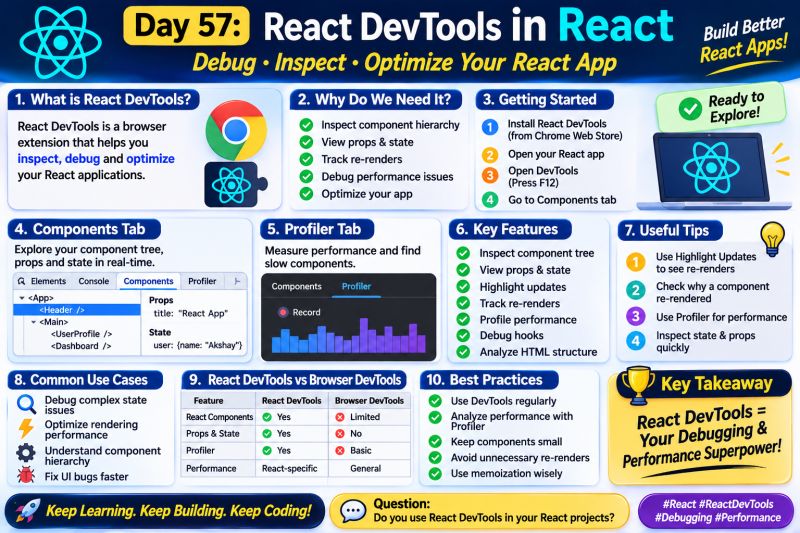 Day 57: React DevTools in React
Debug • Inspect • Optimize Your React App
Build Better
React Apps!
1. What is React DevTools?
React DevTools is a browser
extension that helps you
inspect, debug and optimize
your React applications.
2. Why Do We Need It?
Inspect component hierarchy
View props & state
Track re-renders
Debug performance issues
Optimize your app
3. Getting Started
1 Install React DevTools
(from Chrome Web Store)
2 Open your React app
3 Open DevTools
(Press F12)
4 Go to Components tab
Ready to
Explore!
4. Components Tab
Explore your component tree,
props and state in real-time.
Elements Console Components Profiler
<App>
<Header />
<Main>
<UserProfile />
<Dashboard />
Props
title: "React App"
State
user: {name: "Akshay"}
5. Profiler Tab
Measure performance and find
slow components.
Components Profiler
Record
6. Key Features
Inspect component tree
View props & state
Highlight updates
Track re-renders
Profile performance
Debug hooks
Analyze HTML structure
7. Useful Tips
1 Use Highlight Updates
to see re-renders
2 Check why a component
re-rendered
3 Use Profiler for performance
4 Inspect state & props
quickly
8. Common Use Cases
Debug complex state
issues
Optimize rendering
performance
Understand component
hierarchy
Fix UI bugs faster
9. React DevTools vs Browser DevTools
Feature React DevTools Browser DevTools
React Components Yes Limited
Props & State Yes No
Profiler Yes Basic
Performance React-specific General
10. Best Practices
Use DevTools regularly
Analyze performance with
Profiler
Keep components small
Avoid unnecessary re-renders
Use memoization wisely
Key Takeaway
React DevTools =
Your Debugging &
Performance Superpower!
Keep Learning. Keep Building. Keep Coding!
Question:
Do you use React DevTools in your React projects?
#React #ReactDevTools
#Debugging #Performance